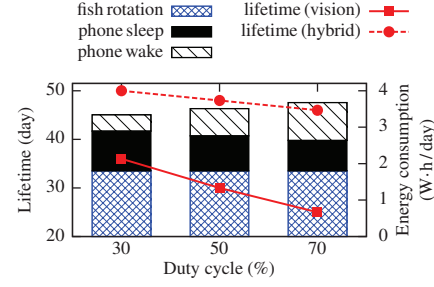 fish rotation
phone sleep
phone wake
lifetime (vision)
lifetime (hybrid)
50
40
30
20
Lifetime (day)
4
3
2
1
0
Energy consumption
(W·h / day)
30 50 70
Duty cycle (%)